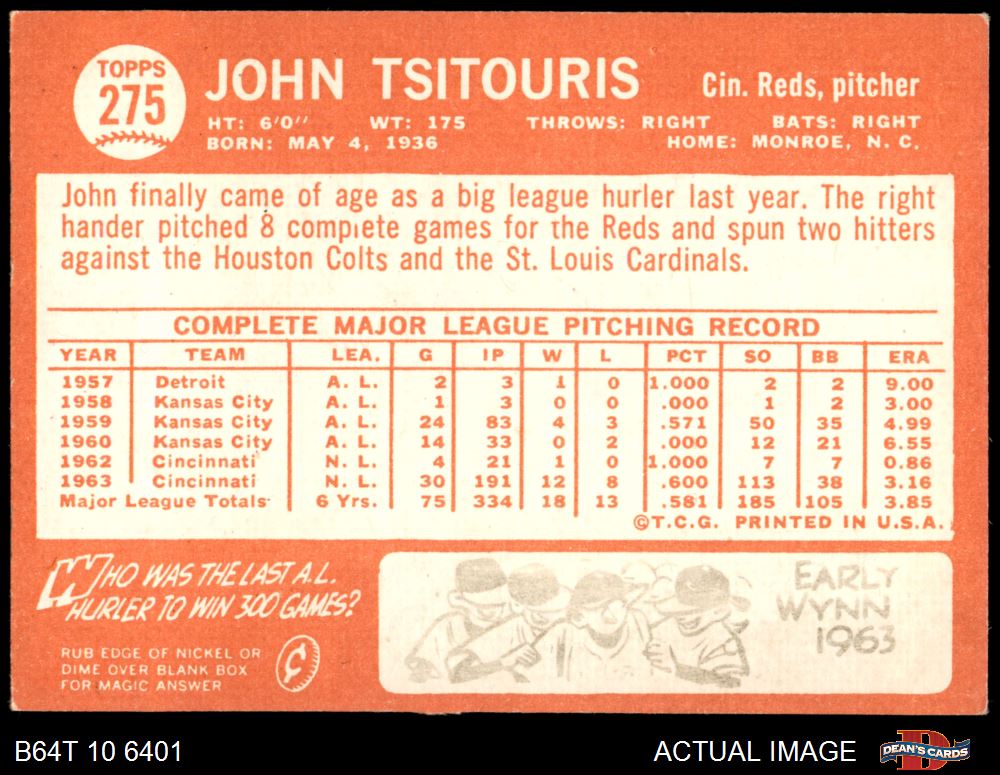 TOPPS
275
JOHN TSITOURIS
Cin. Reds, pitcher
HT: 6'0" WT: 175 THROWS: RIGHT BATS: RIGHT
BORN: MAY 4, 1936 HOME: MONROE, N. C.
John finally came of age as a big league hurler last year. The right
hander pitched 8 complete games for the Reds and spun two hitters
against the Houston Colts and the St. Louis Cardinals.
COMPLETE MAJOR LEAGUE PITCHING RECORD
YEAR TEAM LEA. G IP W L PCT SO BB ERA
1957 Detroit A. L. 2 3 1 0 1.000 2 2 9.00
1958 Kansas City A. L. 1 3 0 0 .000 1 2 3.00
1959 Kansas City A. L. 24 83 4 3 .571 50 35 4.99
1960 Kansas City A. L. 14 33 0 2 .000 12 21 6.55
1962 Cincinnati N. L. 4 21 1 0 1.000 7 7 0.86
1963 Cincinnati N. L. 30 191 12 8 .600 113 38 3.16
Major League Totals 6 Yrs. 75 334 18 13 .581 185 105 3.85
©T.C.G. PRINTED IN U.S.A.
WHO WAS THE LAST A.L.
HURLER TO WIN 300 GAMES?
RUB EDGE OF NICKEL OR
DIME OVER BLANK BOX
FOR MAGIC ANSWER
¢
EARLY
WYNN
1963
B64T 10 6401
ACTUAL IMAGE
DEAN'S CARDS